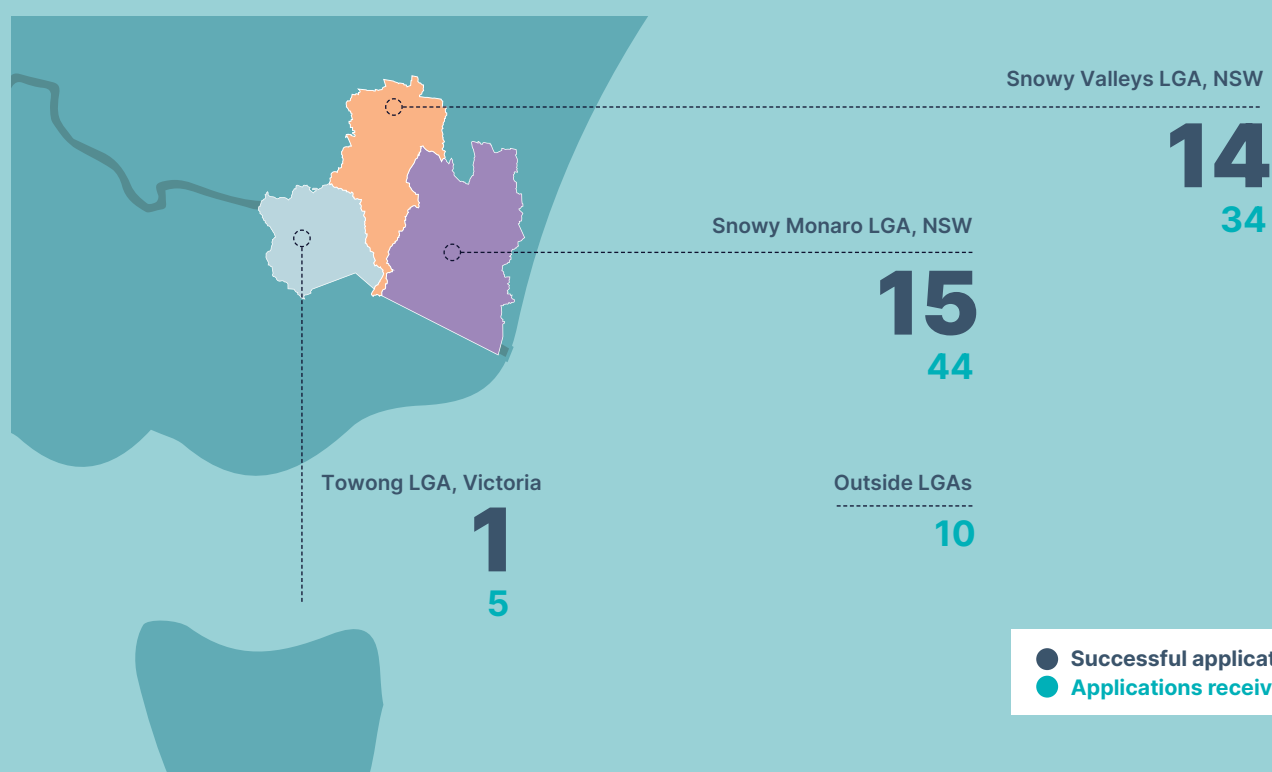 Snowy Valleys LGA, NSW
14
34
Snowy Monaro LGA, NSW
15
44
Towong LGA, Victoria
1
5
Outside LGAs
10
Successful applicat
Applications receiv